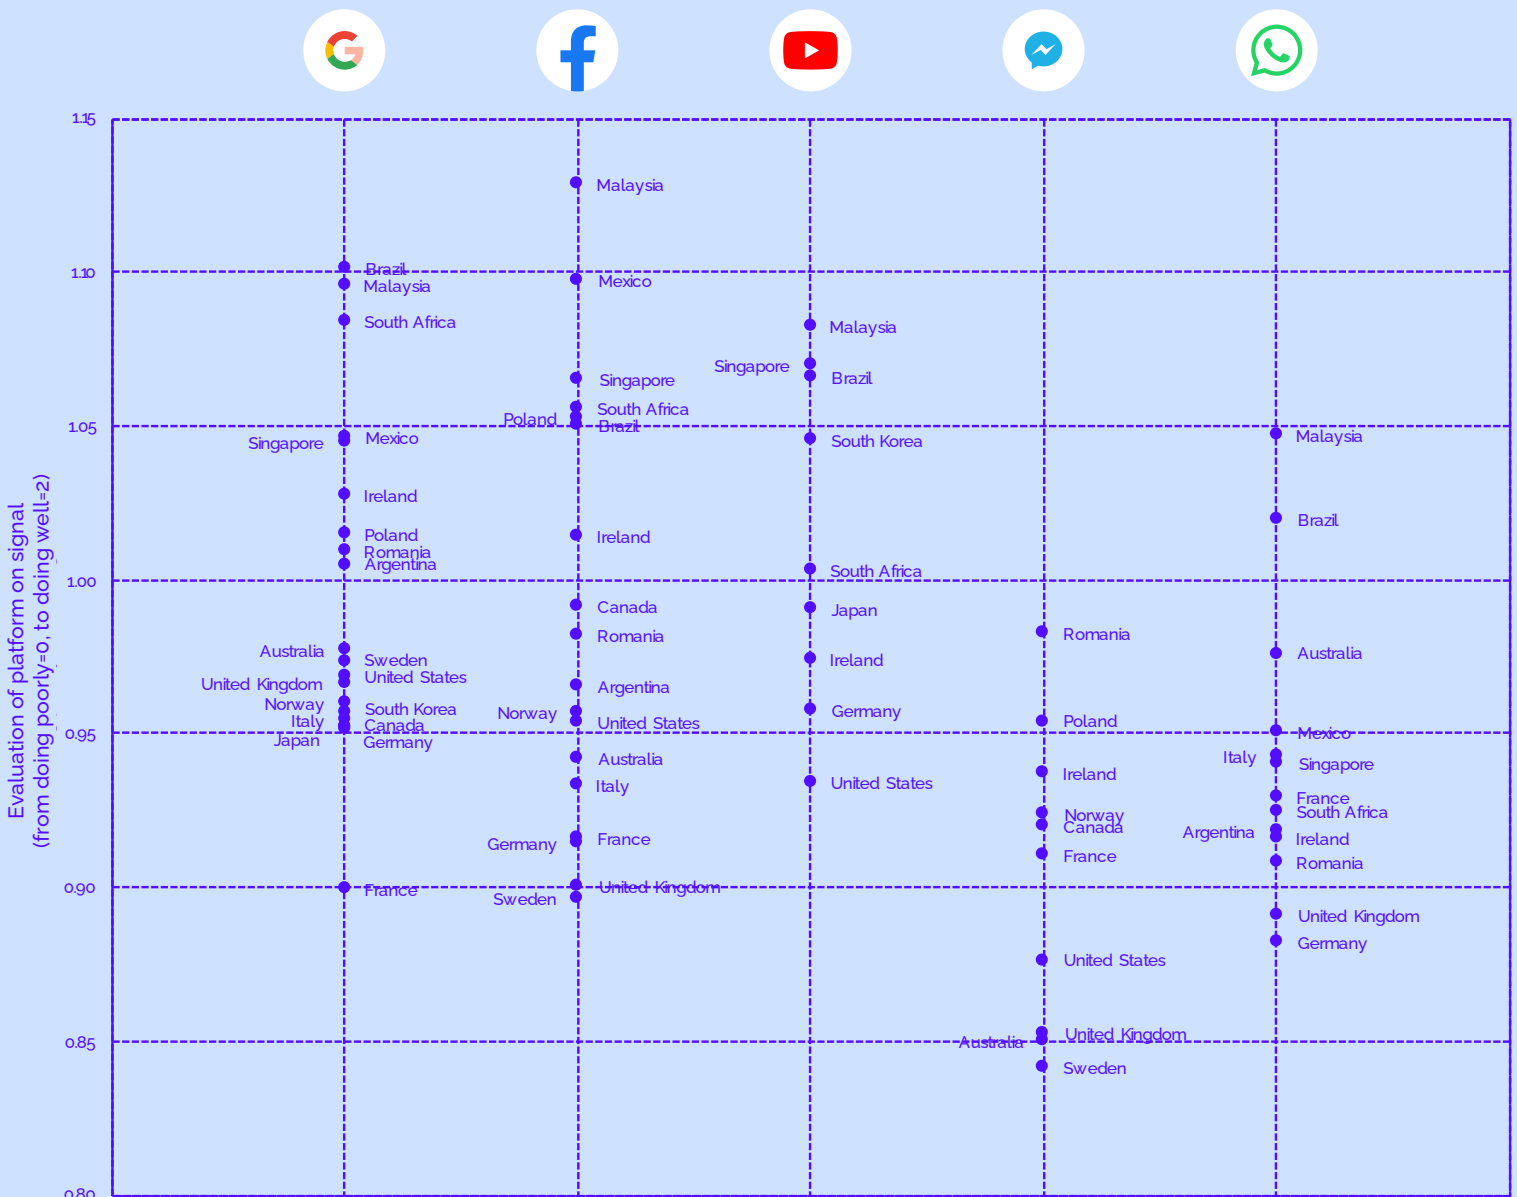 1.15
1.10
1.05
1.00
0.95
0.90
0.85
0.80
Evaluation of platform on signal
(from doing poorly=0, to doing well=2)
Brazil
Malaysia
South Africa
Mexico
Singapore
Ireland
Poland
Romania
Argentina
Australia
Sweden
United States
United Kingdom
Norway
South Korea
Italy
Canada
Japan
Germany
France
Malaysia
Mexico
Singapore
South Africa
Poland
Brazil
Ireland
Canada
Romania
Argentina
Norway
United States
Australia
Italy
France
Germany
United Kingdom
Sweden
Malaysia
Singapore
Brazil
South Korea
South Africa
Japan
Ireland
Germany
United States
Romania
Poland
Ireland
Norway
Canada
France
United States
United Kingdom
Australia
Sweden
Malaysia
Brazil
Australia
Mexico
Italy
Singapore
France
South Africa
Argentina
Ireland
Romania
United Kingdom
Germany